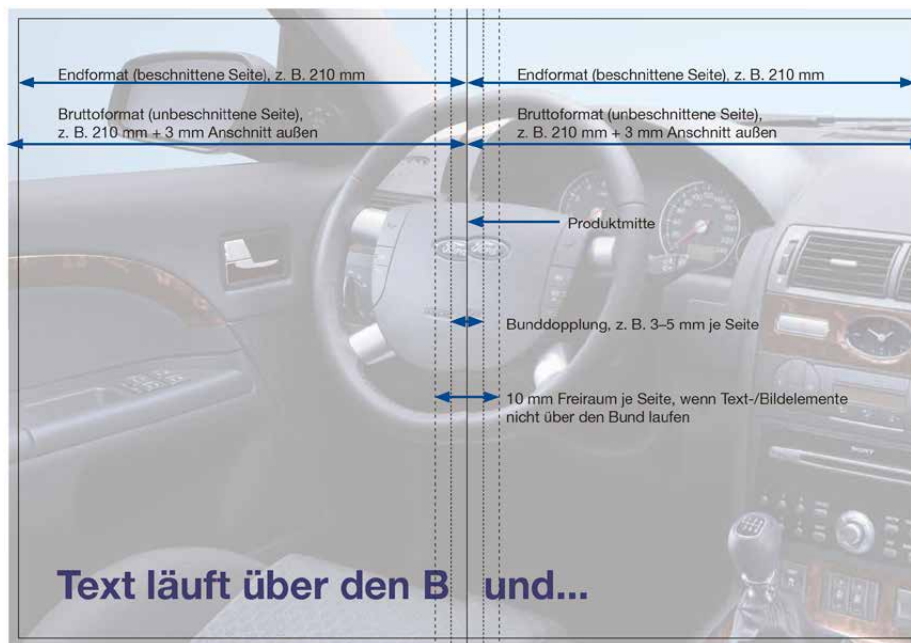 Endformat (beschnittene Seite), z. B. 210 mm
Endformat (beschnittene Seite), z. B. 210 mm
Bruttoformat (unbeschnittene Seite),
z. B. 210 mm + 3 mm Anschnitt außen
Bruttoformat (unbeschnittene Seite),
z. B. 210 mm + 3 mm Anschnitt außen
Produktmitte
Bunddopplung, z. B. 3–5 mm je Seite
10 mm Freiraum je Seite, wenn Text-/Bildelemente
nicht über den Bund laufen
SONY
Text läuft über den B und...